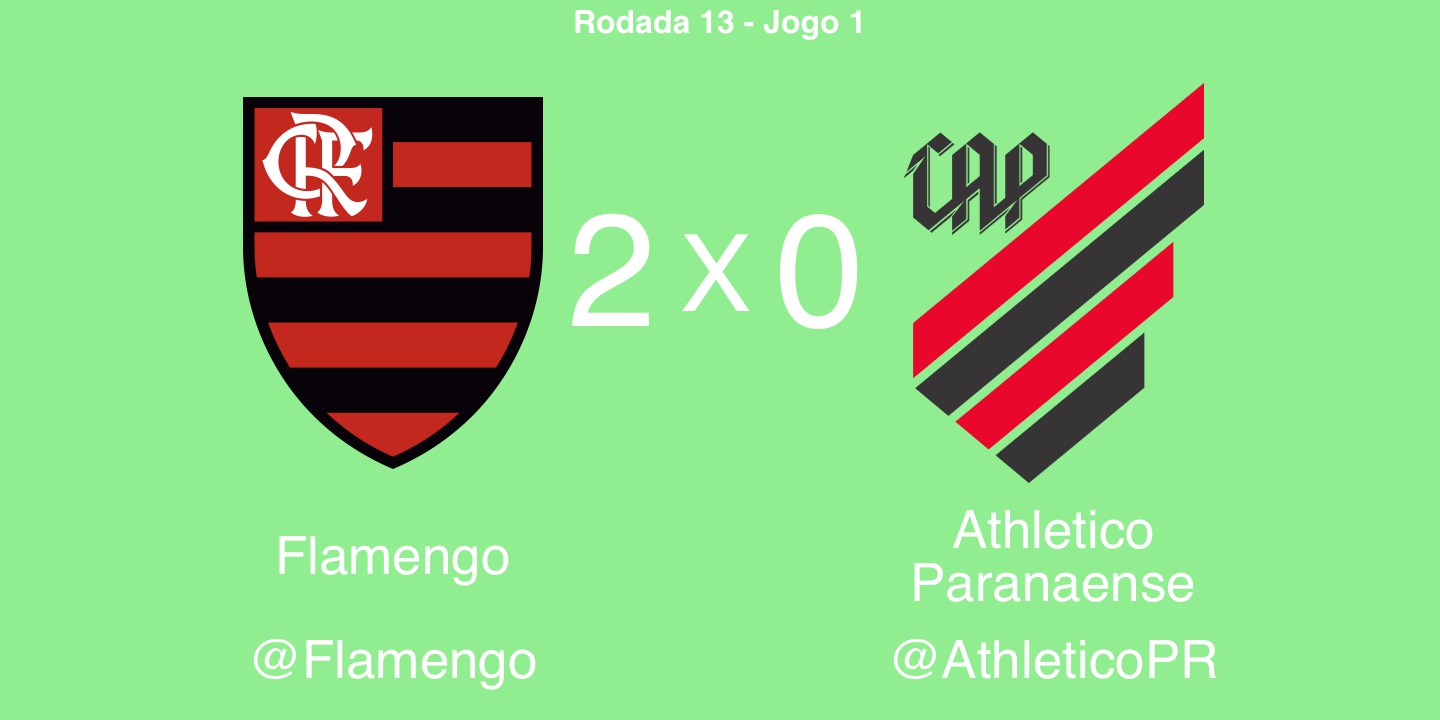 Rodada 13 - Jogo 1
CRF
CAP
2 x 0
Flamengo
Athletico
Paranaense
@Flamengo
@AthleticoPR